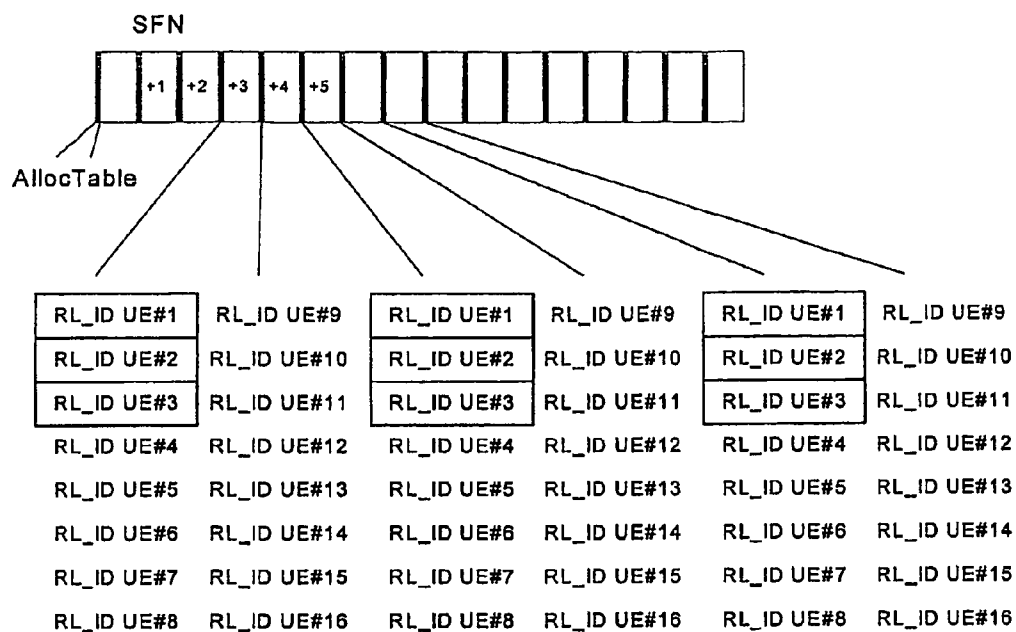 SFN
+1 +2 +3 +4 +5
AllocTable
RL_ID UE#1 RL_ID UE#9 RL_ID UE#1 RL_ID UE#9 RL_ID UE#1 RL_ID UE#9
RL_ID UE#2 RL_ID UE#10 RL_ID UE#2 RL_ID UE#10 RL_ID UE#2 RL_ID UE#10
RL_ID UE#3 RL_ID UE#11 RL_ID UE#3 RL_ID UE#11 RL_ID UE#3 RL_ID UE#11
RL_ID UE#4 RL_ID UE#12 RL_ID UE#4 RL_ID UE#12 RL_ID UE#4 RL_ID UE#12
RL_ID UE#5 RL_ID UE#13 RL_ID UE#5 RL_ID UE#13 RL_ID UE#5 RL_ID UE#13
RL_ID UE#6 RL_ID UE#14 RL_ID UE#6 RL_ID UE#14 RL_ID UE#6 RL_ID UE#14
RL_ID UE#7 RL_ID UE#15 RL_ID UE#7 RL_ID UE#15 RL_ID UE#7 RL_ID UE#15
RL_ID UE#8 RL_ID UE#16 RL_ID UE#8 RL_ID UE#16 RL_ID UE#8 RL_ID UE#16